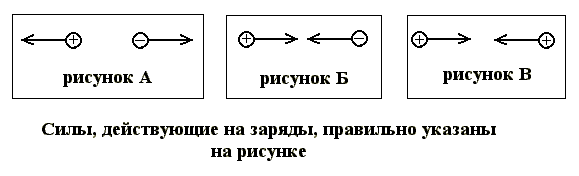 рисунок А
рисунок Б
рисунок В
Силы, действующие на заряды, правильно указаны
на рисунке